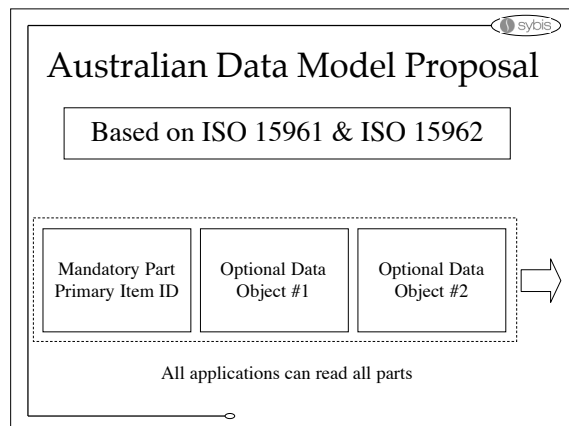 sybis
Australian Data Model Proposal
Based on ISO 15961 & ISO 15962
Mandatory Part
Primary Item ID
Optional Data
Object #1
Optional Data
Object #2
All applications can read all parts